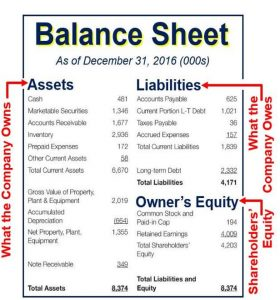 Balance Sheet
As of December 31, 2016 (000s)
What the Company Owns
Assets
Cash 481
Marketable Securities 1,346
Accounts Receivable 1,677
Inventory 2,936
Prepaid Expenses 172
Other Current Assets 58
Total Current Assets 6,670
Gross Value of Property,
Plant & Equipment 2,019
Accumulated
Depreciation (664)
Net Property, Plant, 1,355
Equipment
Note Receivable 349
Total Assets 8,374
Liabilities
Accounts Payable 625
Current Portion L-T Debt 1,021
Taxes Payable 36
Accrued Expenses 157
Total Current Liabilities 1,839
Long-term Debt 2,332
Total Liabilities 4,171
Owner's Equity
Common Stock and
Paid-in Cap 194
Retained Earnings 4,009
Total Shareholders' 4,203
Equity
Total Liabilities and
Equity 8,374
What the
Company Owes
Shareholders'
Equity